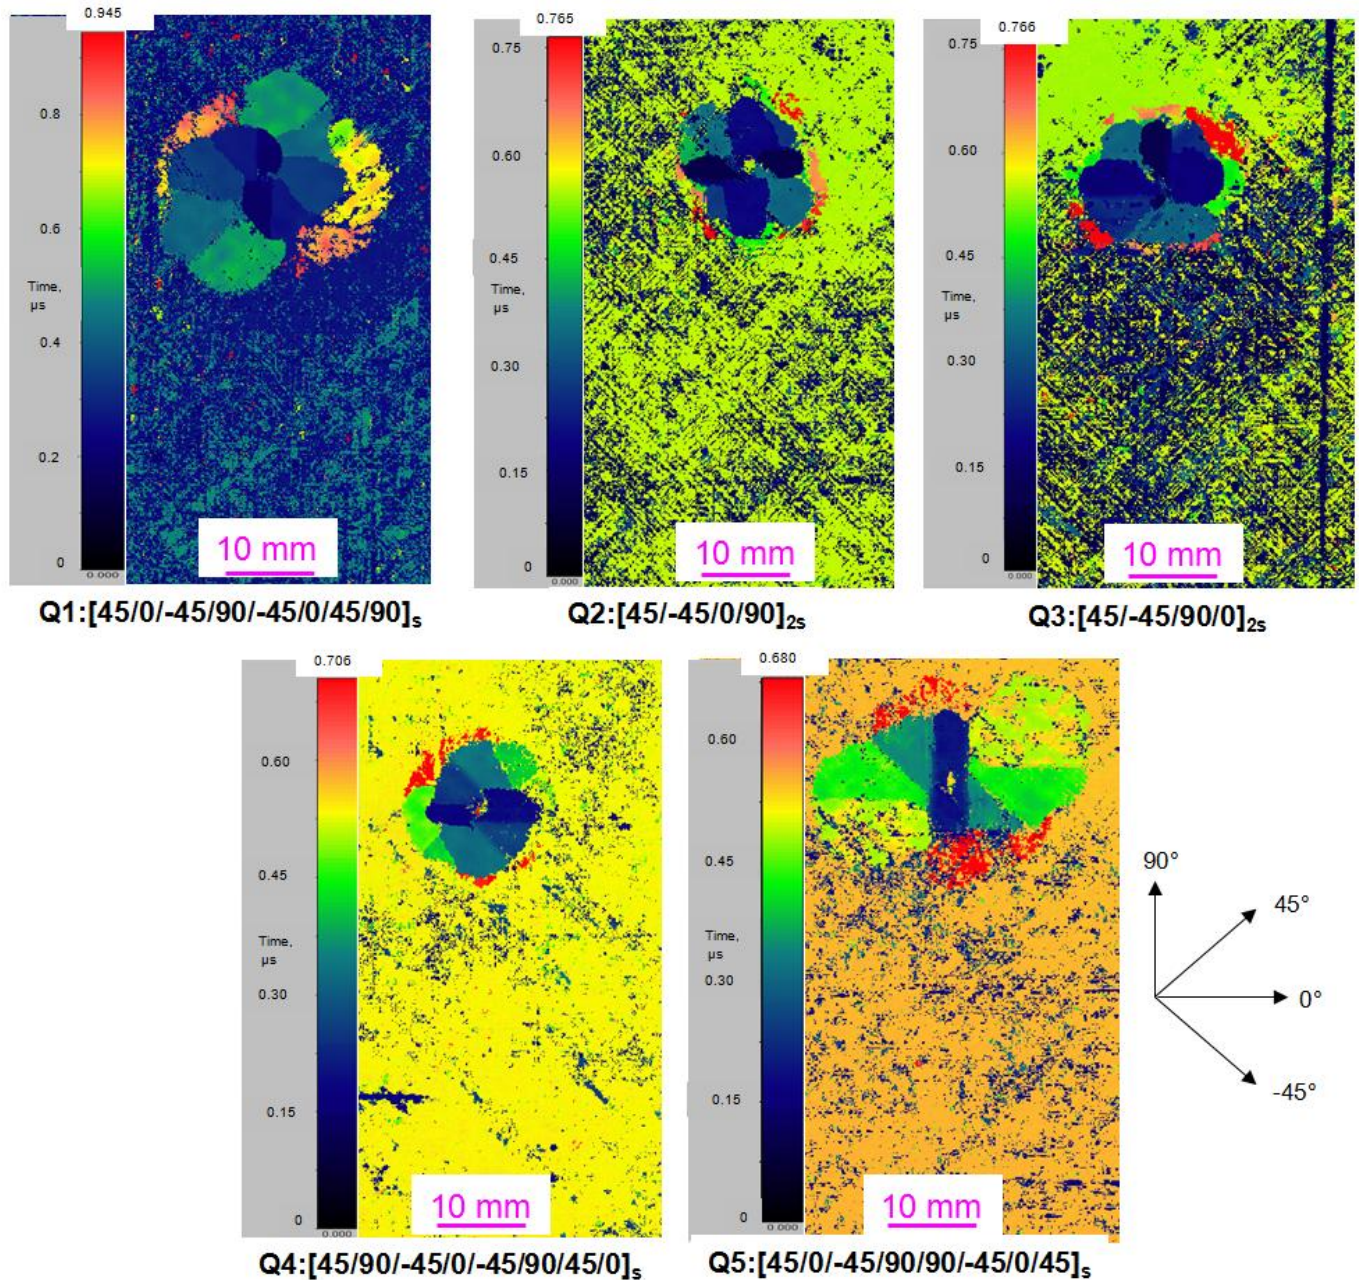 0.945
0.8
0.6
Time,
µs
0.4
0.2
0
0.000
10 mm
Q1:[45/0/-45/90/-45/0/45/90]s
0.765
0.75
0.60
0.45
Time,
µs
0.30
0.15
0
0.000
10 mm
Q2:[45/-45/0/90]2s
0.766
0.75
0.60
0.45
Time,
µs
0.30
0.15
0
0.000
10 mm
Q3:[45/-45/90/0]2s
0.706
0.60
0.45
Time,
µs
0.30
0.15
0
0.000
10 mm
Q4:[45/90/-45/0/-45/90/45/0]s
0.680
0.60
0.45
Time,
µs
0.30
0.15
0
0.000
10 mm
Q5:[45/0/-45/90/90/-45/0/45]s
90°
45°
0°
-45°